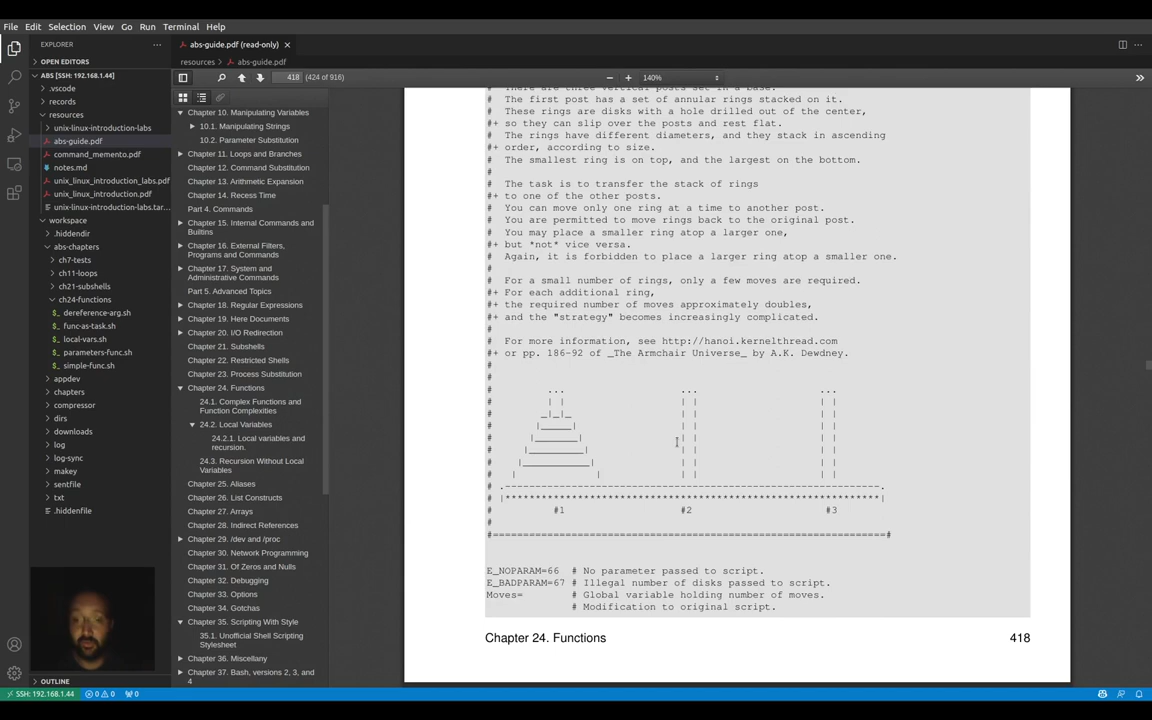 File Edit Selection View Go Run Terminal Help
EXPLORER
OPEN EDITORS
ABS [SSH: 192.168.1.44]
.vscode
records
resources
unix-linux-introduction-labs
abs-guide.pdf
command_memento.pdf
notes.md
unix_linux_introduction_labs.pdf
unix_linux_introduction.pdf
unix-linux-introduction-labs.tar...
workspace
.hiddendir
abs-chapters
ch7-tests
ch11-loops
ch21-subshells
ch24-functions
dereference-arg.sh
func-as-task.sh
local-vars.sh
parameters-func.sh
simple-func.sh
appdev
chapters
compressor
dirs
downloads
log
log-sync
makey
sentfile
txt
.hiddenfile
OUTLINE
abs-guide.pdf (read-only)
resources > abs-guide.pdf
418 (424 of 916)
140%
Chapter 10. Manipulating Variables
10.1. Manipulating Strings
10.2. Parameter Substitution
Chapter 11. Loops and Branches
Chapter 12. Command Substitution
Chapter 13. Arithmetic Expansion
Chapter 14. Recess Time
Part 4. Commands
Chapter 15. Internal Commands and
Builtins
Chapter 16. External Filters,
Programs and Commands
Chapter 17. System and
Administrative Commands
Part 5. Advanced Topics
Chapter 18. Regular Expressions
Chapter 19. Here Documents
Chapter 20. I/O Redirection
Chapter 21. Subshells
Chapter 22. Restricted Shells
Chapter 23. Process Substitution
Chapter 24. Functions
24.1. Complex Functions and
Function Complexities
24.2. Local Variables
24.2.1. Local variables and
recursion.
24.3. Recursion Without Local
Variables
Chapter 25. Aliases
Chapter 26. List Constructs
Chapter 27. Arrays
Chapter 28. Indirect References
Chapter 29. /dev and /proc
Chapter 30. Network Programming
Chapter 31. Of Zeros and Nulls
Chapter 32. Debugging
Chapter 33. Options
Chapter 34. Gotchas
Chapter 35. Scripting With Style
35.1. Unofficial Shell Scripting
Stylesheet
Chapter 36. Miscellany
Chapter 37. Bash, versions 2, 3, and
4
# There are three vertical posts set in a base.
# The first post has a set of annular rings stacked on it.
# These rings are disks with a hole drilled out of the center,
#+ so they can slip over the posts and rest flat.
# The rings have different diameters, and they stack in ascending
#+ order, according to size.
# The smallest ring is on top, and the largest on the bottom.
#
# The task is to transfer the stack of rings
#+ to one of the other posts.
# You can move only one ring at a time to another post.
# You are permitted to move rings back to the original post.
# You may place a smaller ring atop a larger one,
#+ but *not* vice versa.
# Again, it is forbidden to place a larger ring atop a smaller one.
#
# For a small number of rings, only a few moves are required.
#+ For each additional ring,
#+ the required number of moves approximately doubles,
#+ and the "strategy" becomes increasingly complicated.
#
# For more information, see http://hanoi.kernelthread.com
#+ or pp. 186-92 of _The Armchair Universe_ by A.K. Dewdney.
#
#
# ... ... ...
# | | | | | |
# _|_|_ | | | |
# |_____| | | | |
# |_______| | | | |
# |_________| | | | |
# |___________| | | | |
# | | | | | |
# .--------------------------------------------------------------.
# |**************************************************************|
# #1 #2 #3
#
#==================================================================#
E_NOPARAM=66 # No parameter passed to script.
E_BADPARAM=67 # Illegal number of disks passed to script.
Moves= # Global variable holding number of moves.
# Modification to original script.
Chapter 24. Functions 418
SSH: 192.168.1.44 0 0 0